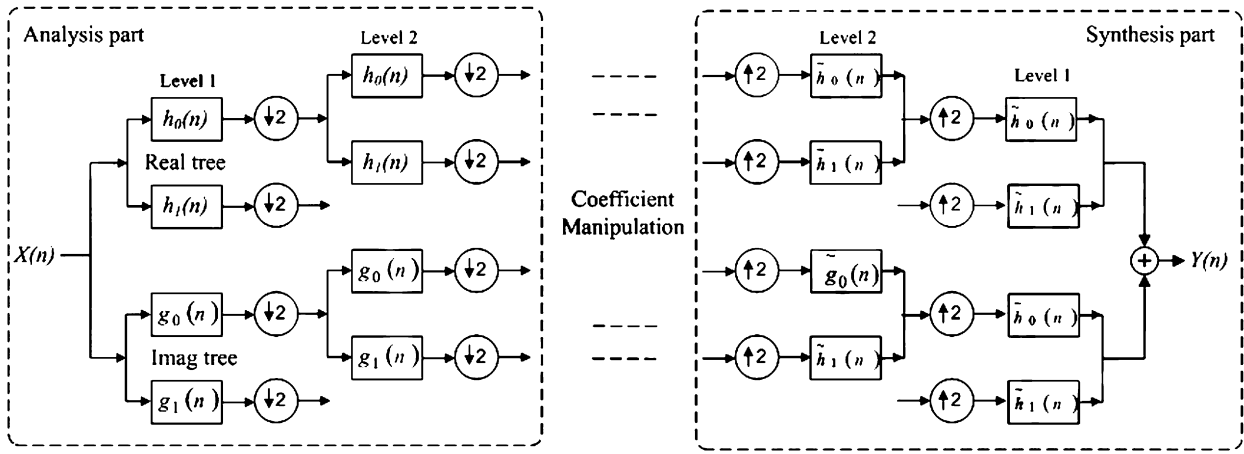 Analysis part
Level 1
Level 2
X(n)
Real tree
h₀(n)
↓2
h₀(n)
↓2
h₁(n)
↓2
h₁(n)
↓2
Imag tree
g₀(n)
↓2
g₀(n)
↓2
g₁(n)
↓2
g₁(n)
↓2
Coefficient
Manipulation
Synthesis part
Level 2
Level 1
↑2
h̃₀(n)
↑2
h̃₀(n)
↑2
h̃₁(n)
↑2
h̃₁(n)
↑2
g̃₀(n)
↑2
h̃₀(n)
↑2
h̃₁(n)
↑2
h̃₁(n)
+
Y(n)